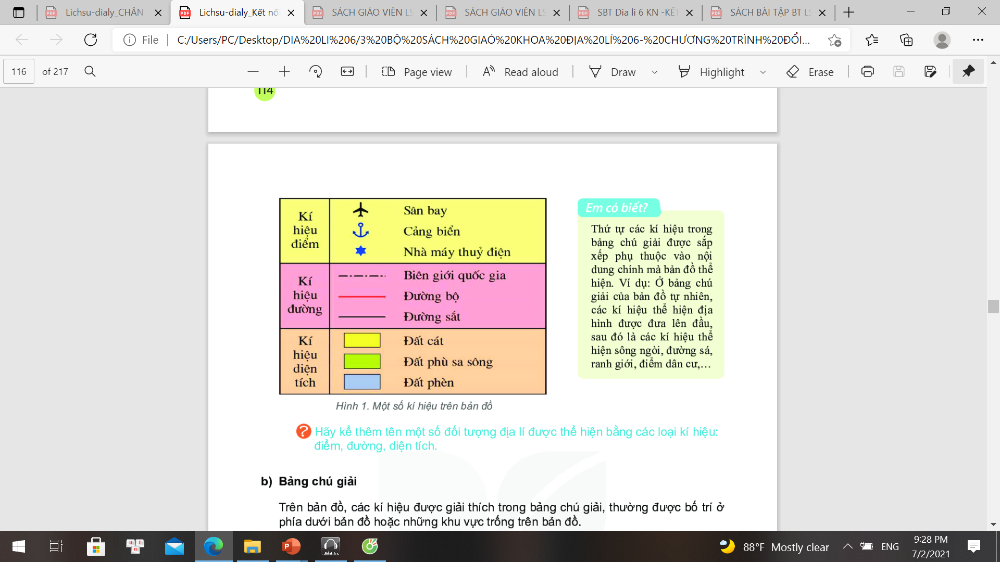 Lichsu-dialy_CHÂN
Lichsu-dialy_Kết nối
SÁCH GIÁO VIÊN LS
SÁCH GIÁO VIÊN LS
SBT Dia li 6 KN -KẾT
SÁCH BÀI TẬP BT LS
File
C:/Users/PC/Desktop/DIA%20LI%206/3%20BỘ%20SÁCH%20GIAÓ%20KHOA%20ĐỊA%20LÍ%206-%20CHƯƠNG%20TRÌNH%20ĐỔI...
116 of 217
Page view
Read aloud
Draw
Highlight
Erase
114
Kí hiệu điểm
Sân bay
Cảng biển
Nhà máy thuỷ điện
Kí hiệu đường
Biên giới quốc gia
Đường bộ
Đường sắt
Kí hiệu diện tích
Đất cát
Đất phù sa sông
Đất phèn
Hình 1. Một số kí hiệu trên bản đồ
Em có biết?
Thứ tự các kí hiệu trong
bảng chú giải được sắp
xếp phụ thuộc vào nội
dung chính mà bản đồ thể
hiện. Ví dụ: Ở bảng chú
giải của bản đồ tự nhiên,
các kí hiệu thể hiện địa
hình được đưa lên đầu,
sau đó là các kí hiệu thể
hiện sông ngòi, đường sá,
ranh giới, điểm dân cư,...
? Hãy kể thêm tên một số đối tượng địa lí được thể hiện bằng các loại kí hiệu:
điểm, đường, diện tích.
b) Bảng chú giải
Trên bản đồ, các kí hiệu được giải thích trong bảng chú giải, thường được bố trí ở
phía dưới bản đồ hoặc những khu vực trống trên bản đồ.
88°F Mostly clear
ENG
9:28 PM
7/2/2021